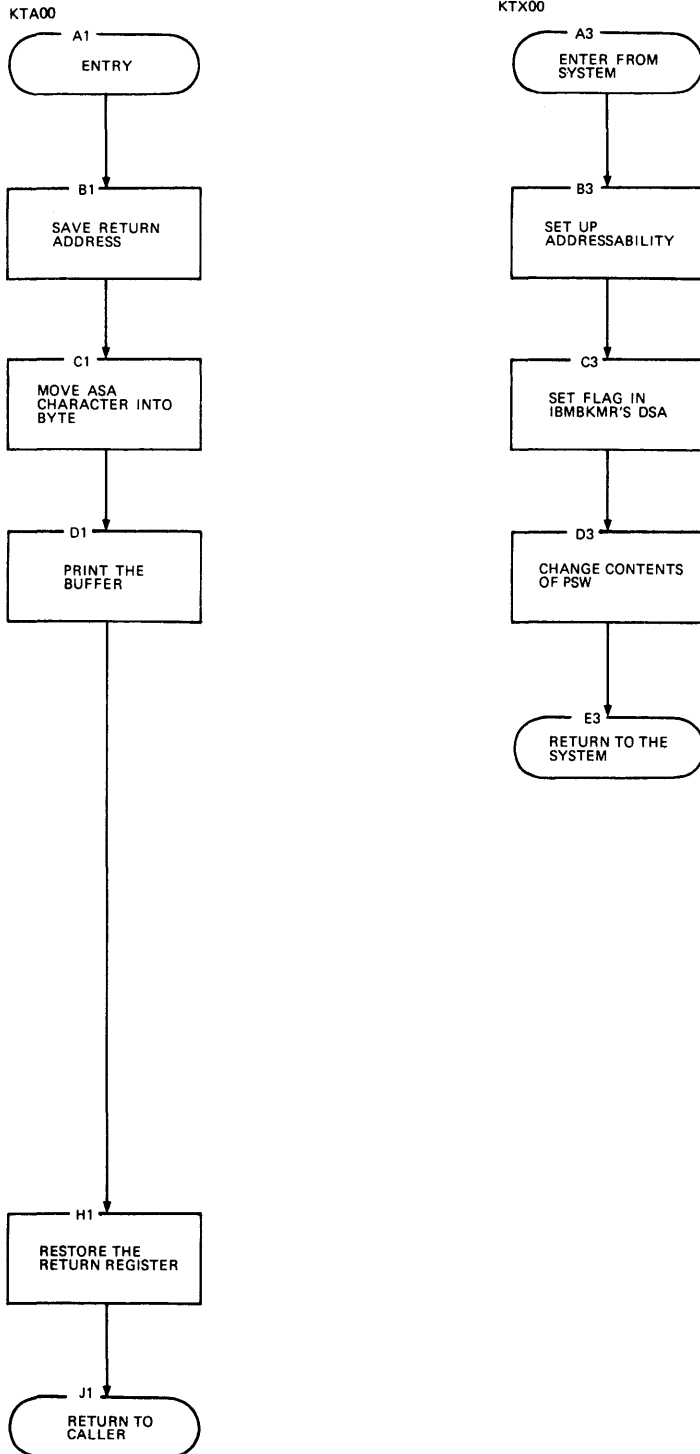 KTA00
A1
ENTRY
B1
SAVE RETURN
ADDRESS
C1
MOVE ASA
CHARACTER INTO
BYTE
D1
PRINT THE
BUFFER
H1
RESTORE THE
RETURN REGISTER
J1
RETURN TO
CALLER
KTX00
A3
ENTER FROM
SYSTEM
B3
SET UP
ADDRESSABILITY
C3
SET FLAG IN
IBMBKMR'S DSA
D3
CHANGE CONTENTS
OF PSW
E3
RETURN TO THE
SYSTEM